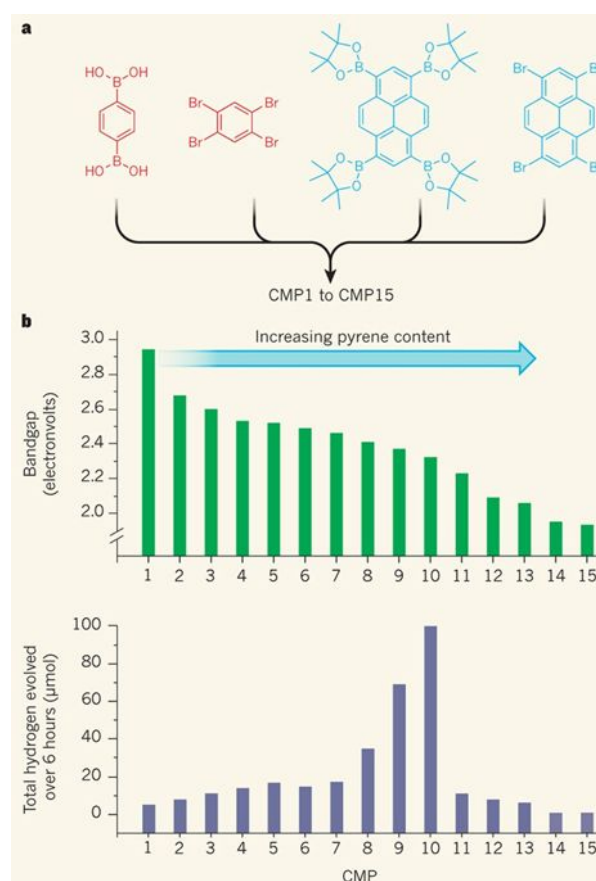 a
HO OH
B
B
HO OH
Br Br
Br Br
O O
B
O O
B
B
O O
B
O O
Br Br
Br Br
CMP1 to CMP15
b
Increasing pyrene content
Bandgap
(electronvolts)
3.0
2.8
2.6
2.4
2.2
2.0
1 2 3 4 5 6 7 8 9 10 11 12 13 14 15
Total hydrogen evolved
over 6 hours (μmol)
100
80
60
40
20
0
1 2 3 4 5 6 7 8 9 10 11 12 13 14 15
CMP